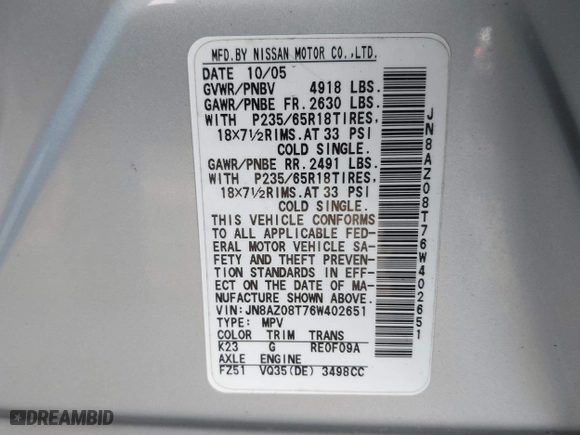 MFD.BY NISSAN MOTOR CO.,LTD.
DATE 10/05
GVWR/PNBV 4918 LBS.
GAWR/PNBE FR. 2630 LBS.
WITH P235/65R18TIRES,
18X7½RIMS.AT 33 PSI
COLD SINGLE.
GAWR/PNBE RR. 2491 LBS.
WITH P235/65R18TIRES,
18X7½RIMS.AT 33 PSI
COLD SINGLE.
THIS VEHICLE CONFORMS
TO ALL APPLICABLE FED-
ERAL MOTOR VEHICLE SA-
FETY AND THEFT PREVEN-
TION STANDARDS IN EFF-
ECT ON THE DATE OF MA-
NUFACTURE SHOWN ABOVE.
VIN:JN8AZ08T76W402651
TYPE: MPV
COLOR TRIM TRANS
K23 G RE0F09A
AXLE ENGINE
FZ51 VQ35(DE) 3498CC
JN8AZ08T76W402651
DREAMBID